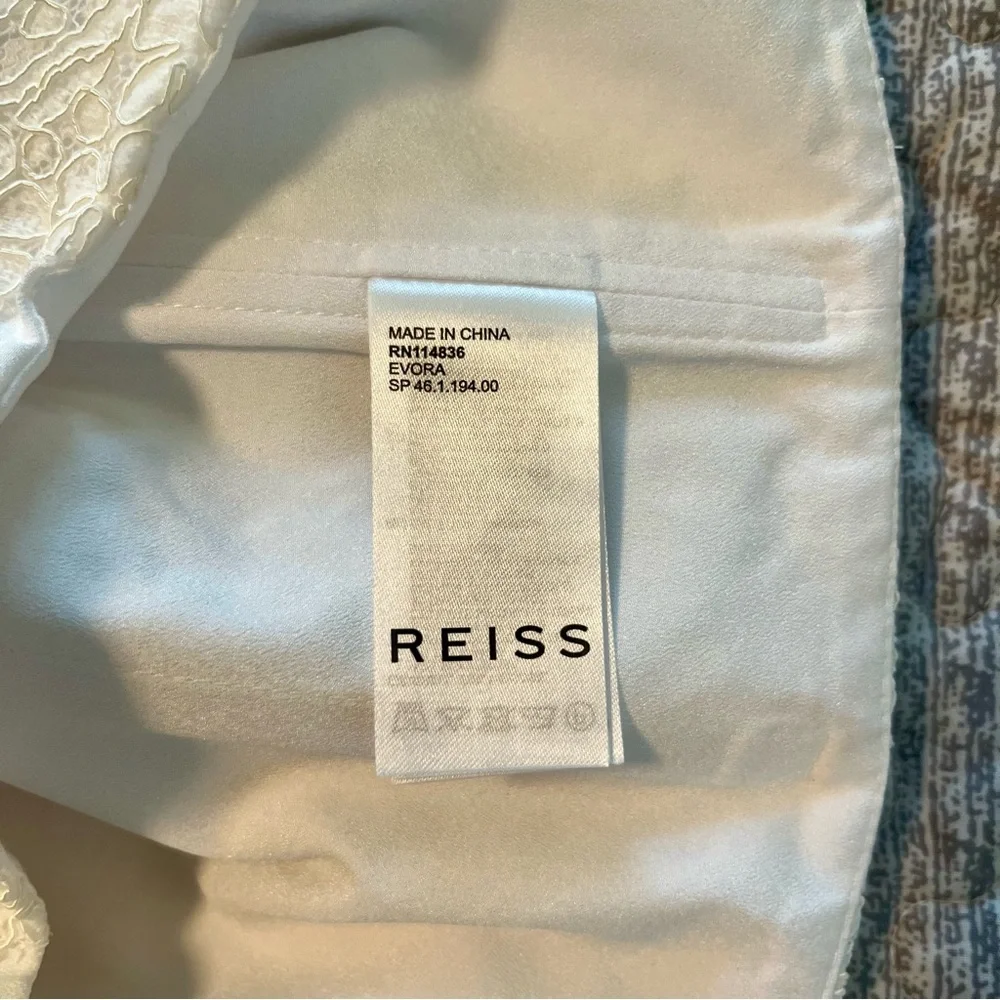 MADE IN CHINA
RN114836
EVORA
SP 46.1.194.00
REISS